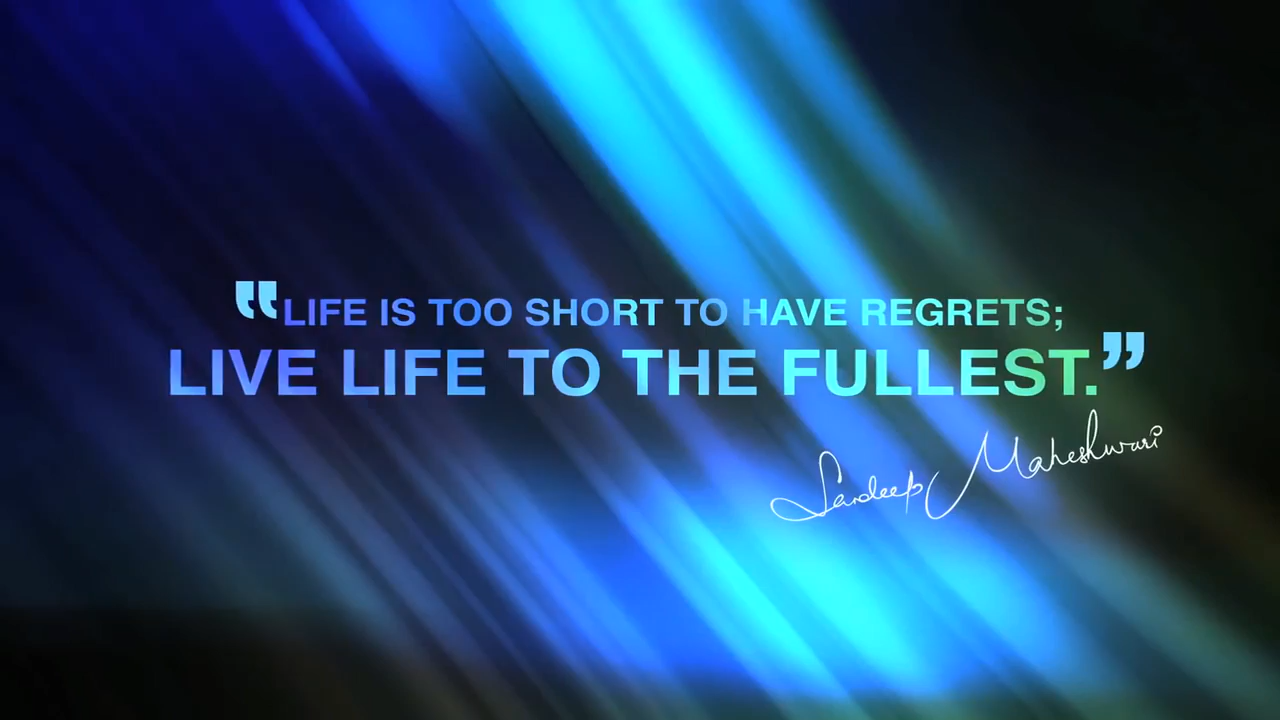 “LIFE IS TOO SHORT TO HAVE REGRETS;
LIVE LIFE TO THE FULLEST.”
Sandeep Maheshwari